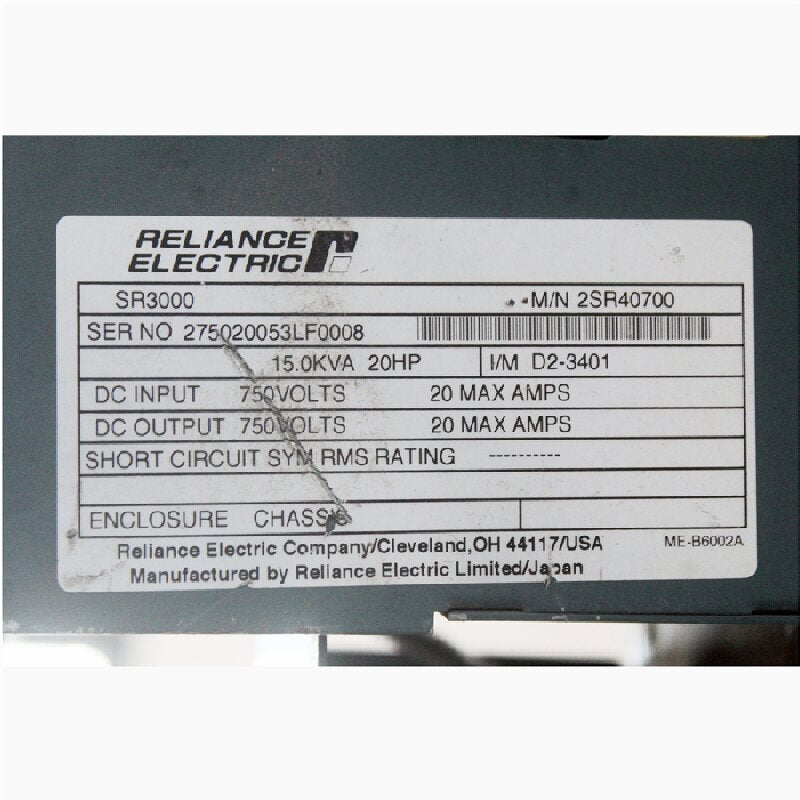 RELIANCE
ELECTRIC
SR3000 M/N 2SR40700
SER NO 275020053LF0008
15.0KVA 20HP I/M D2-3401
DC INPUT 750VOLTS 20 MAX AMPS
DC OUTPUT 750VOLTS 20 MAX AMPS
SHORT CIRCUIT SYM RMS RATING ----------
ENCLOSURE CHASSIS
Reliance Electric Company/Cleveland,OH 44117/USA ME-B6002A
Manufactured by Reliance Electric Limited/Japan